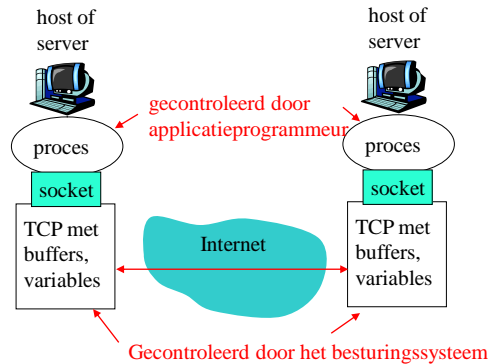 host of
server
host of
server
gecontroleerd door
applicatieprogrammeur
proces
proces
socket
socket
TCP met
buffers,
variables
Internet
TCP met
buffers,
variables
Gecontroleerd door het besturingssysteem